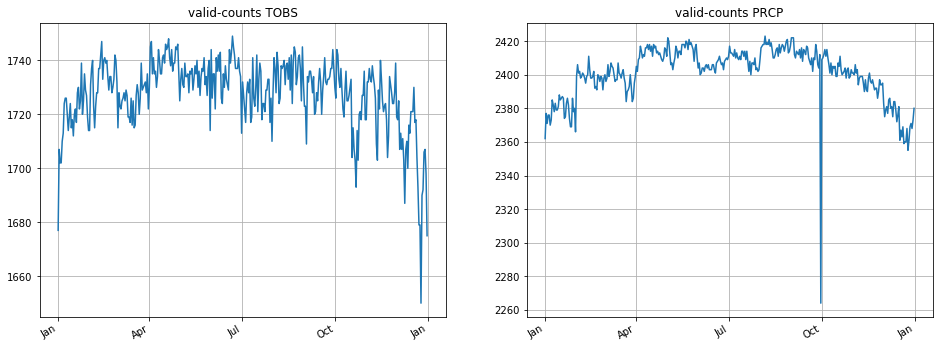 valid-counts TOBS
1740
1720
1700
1680
1660
Jan
Apr
Jul
Oct
Jan
valid-counts PRCP
2420
2400
2380
2360
2340
2320
2300
2280
2260
Jan
Apr
Jul
Oct
Jan